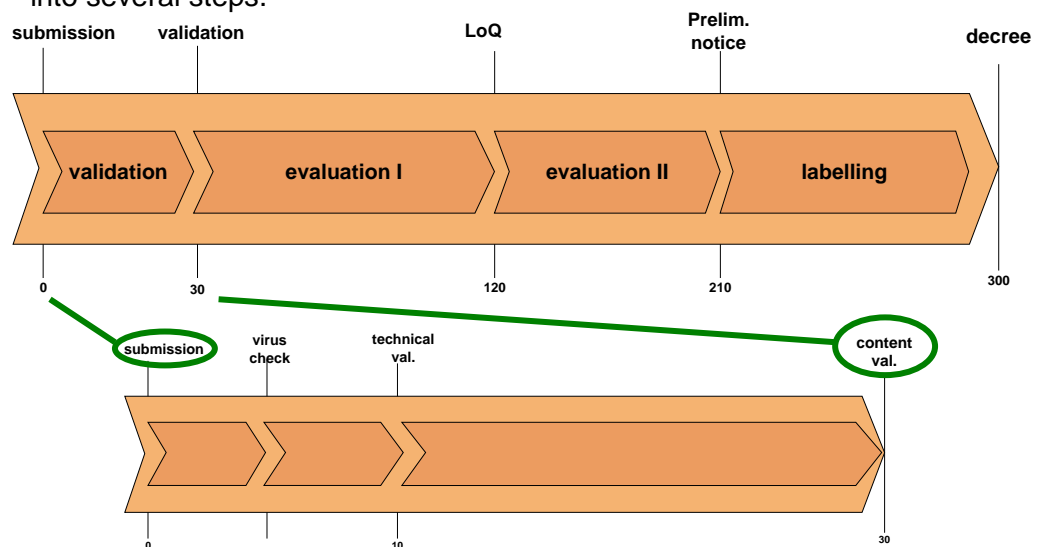 into several steps:
submission
validation
LoQ
Prelim.
notice
decree
validation
evaluation I
evaluation II
labelling
0
30
120
210
300
submission
virus
check
technical
val.
content
val.
0
10
30